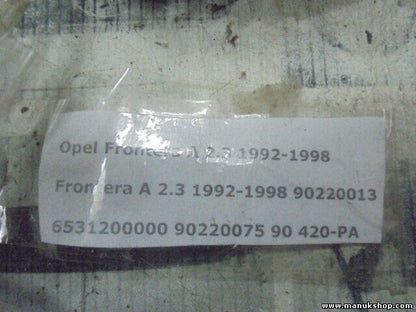 Opel Frontera A 2.3 1992-1998
Frontera A 2.3 1992-1998 90220013
6531200000 90220075 90 420-PA
www.manukshop.com